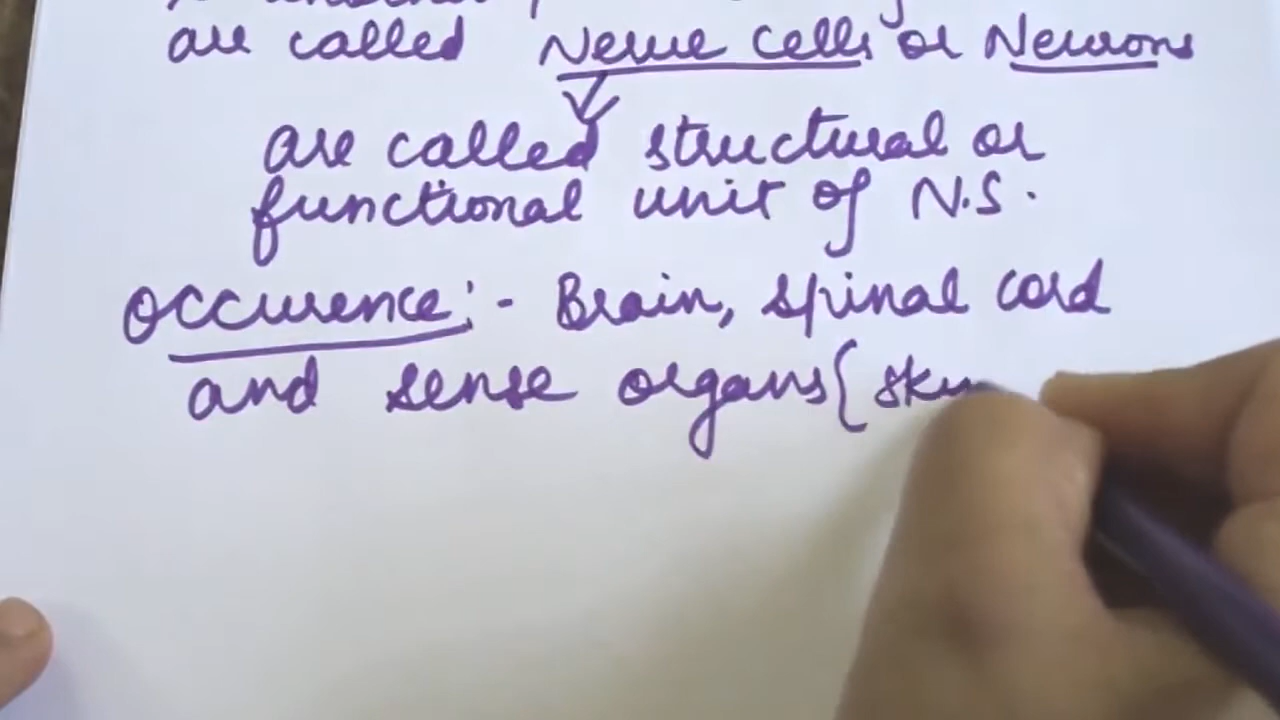 are called Nerve cells or Neurons
are called structural or
functional unit of N.S.
Occurence:- Brain, spinal cord
and sense organs{